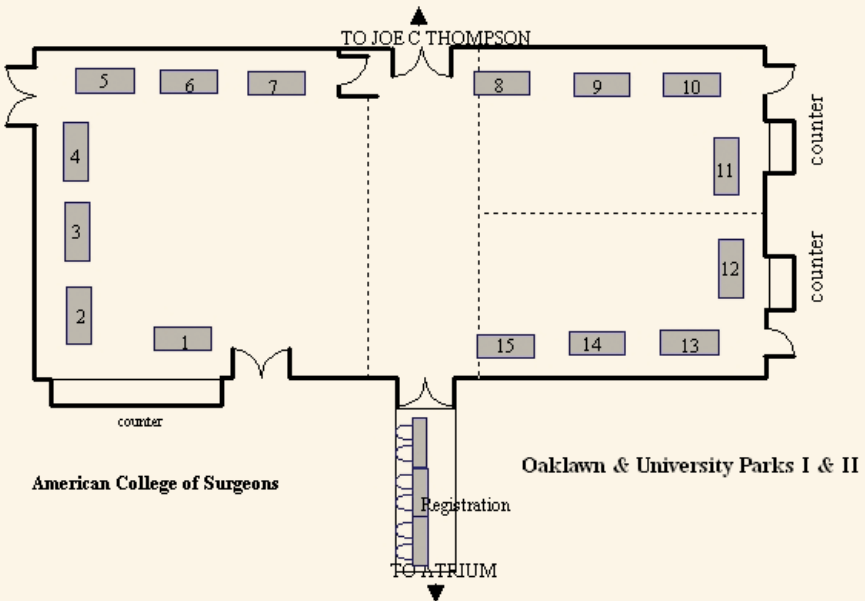 TO JOE C THOMPSON
5 6 7 8 9 10
4 11 counter
3 12 counter
2 1 15 14 13
counter
American College of Surgeons
Oaklawn & University Parks I & II
Registration
TO ATRIUM